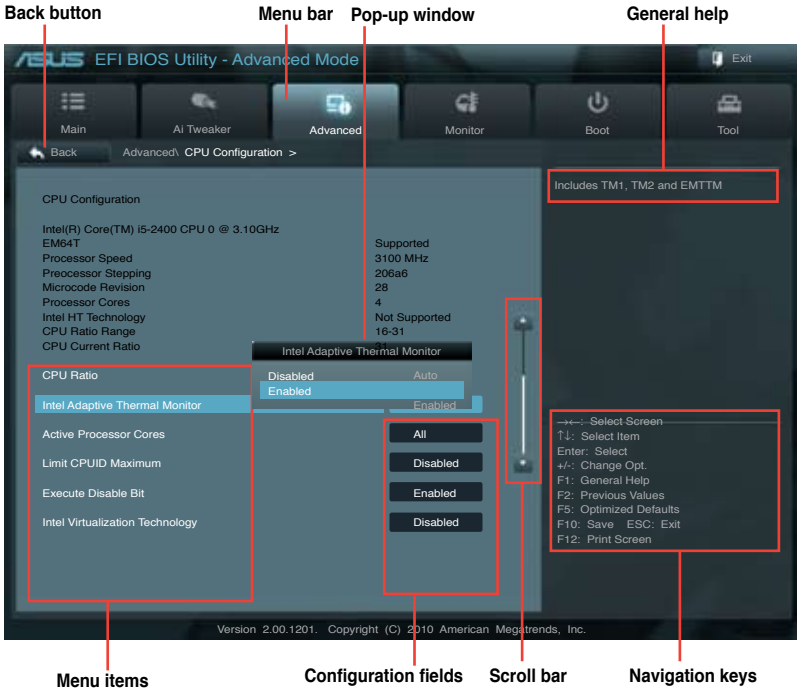 Back button Menu bar Pop-up window General help
ASUS EFI BIOS Utility - Advanced Mode Exit
Main Ai Tweaker Advanced Monitor Boot Tool
Back Advanced\ CPU Configuration >
Includes TM1, TM2 and EMTTM
CPU Configuration
Intel(R) Core(TM) i5-2400 CPU 0 @ 3.10GHz
EM64T Supported
Processor Speed 3100 MHz
Preocessor Stepping 206a6
Microcode Revision 28
Processor Cores 4
Intel HT Technology Not Supported
CPU Ratio Range 16-31
CPU Current Ratio 31
Intel Adaptive Thermal Monitor
CPU Ratio Disabled Auto
Enabled
Intel Adaptive Thermal Monitor Enabled
Active Processor Cores All
Limit CPUID Maximum Disabled
Execute Disable Bit Enabled
Intel Virtualization Technology Disabled
→←: Select Screen
↑↓: Select Item
Enter: Select
+/-: Change Opt.
F1: General Help
F2: Previous Values
F5: Optimized Defaults
F10: Save ESC: Exit
F12: Print Screen
Version 2.00.1201. Copyright (C) 2010 American Megatrends, Inc.
Menu items Configuration fields Scroll bar Navigation keys